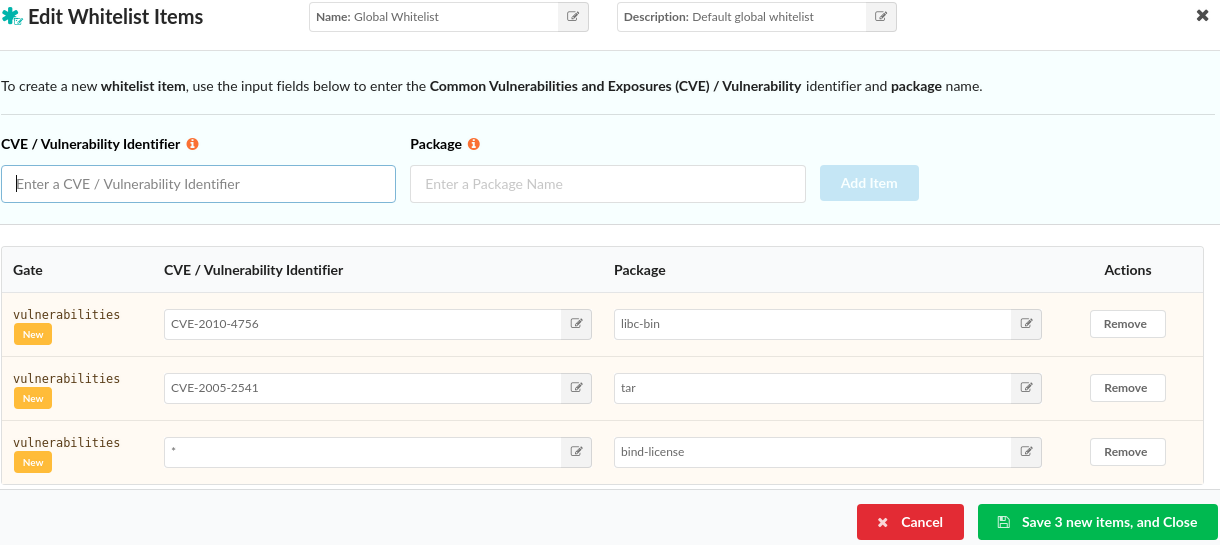 Edit Whitelist Items
Name: Global Whitelist
Description: Default global whitelist
To create a new whitelist item, use the input fields below to enter the Common Vulnerabilities and Exposures (CVE) / Vulnerability identifier and package name.
CVE / Vulnerability Identifier
Package
Enter a CVE / Vulnerability Identifier
Enter a Package Name
Add Item
Gate CVE / Vulnerability Identifier Package Actions
vulnerabilities
New
CVE-2010-4756
libc-bin
Remove
vulnerabilities
New
CVE-2005-2541
tar
Remove
vulnerabilities
New
*
bind-license
Remove
Cancel
Save 3 new items, and Close